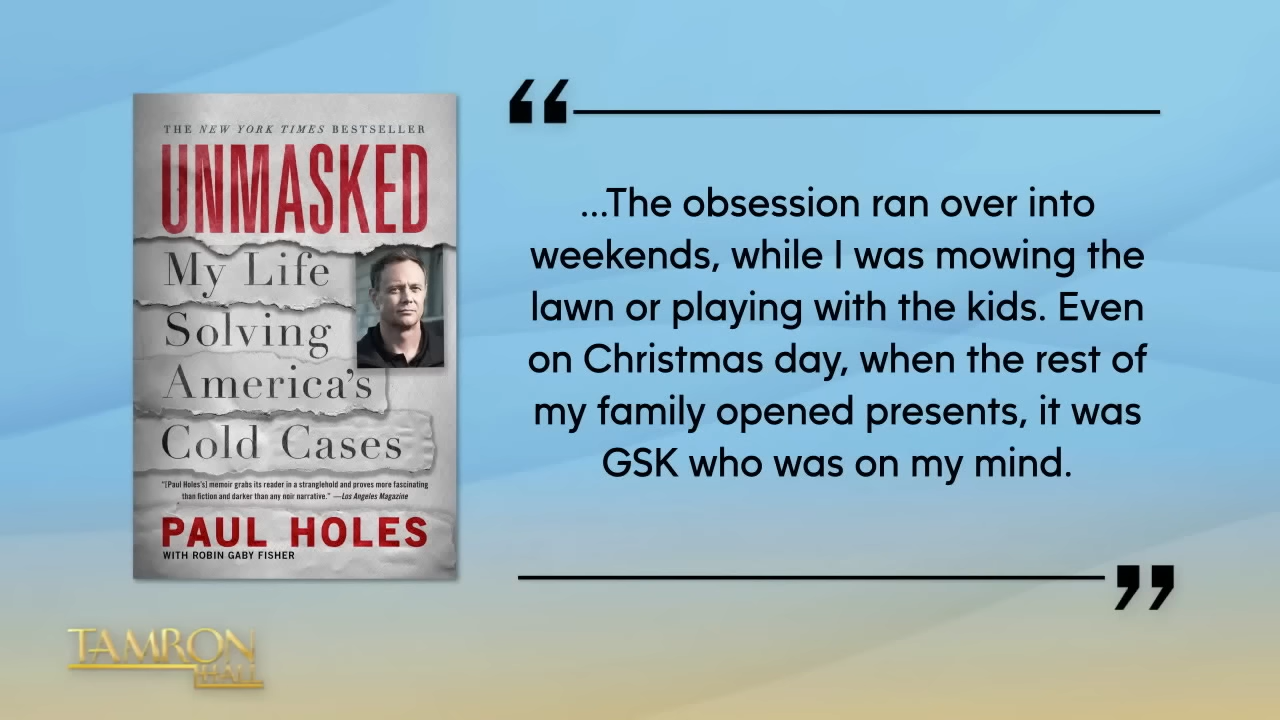 THE NEW YORK TIMES BESTSELLER
UNMASKED
My Life
Solving
America's
Cold Cases
"[Paul Holes's] memoir grabs its reader in a stranglehold and proves more fascinating
than fiction and darker than any noir narrative." —Los Angeles Magazine
PAUL HOLES
WITH ROBIN GABY FISHER
“
...The obsession ran over into
weekends, while I was mowing the
lawn or playing with the kids. Even
on Christmas day, when the rest of
my family opened presents, it was
GSK who was on my mind.
”
TAMRON
HALL